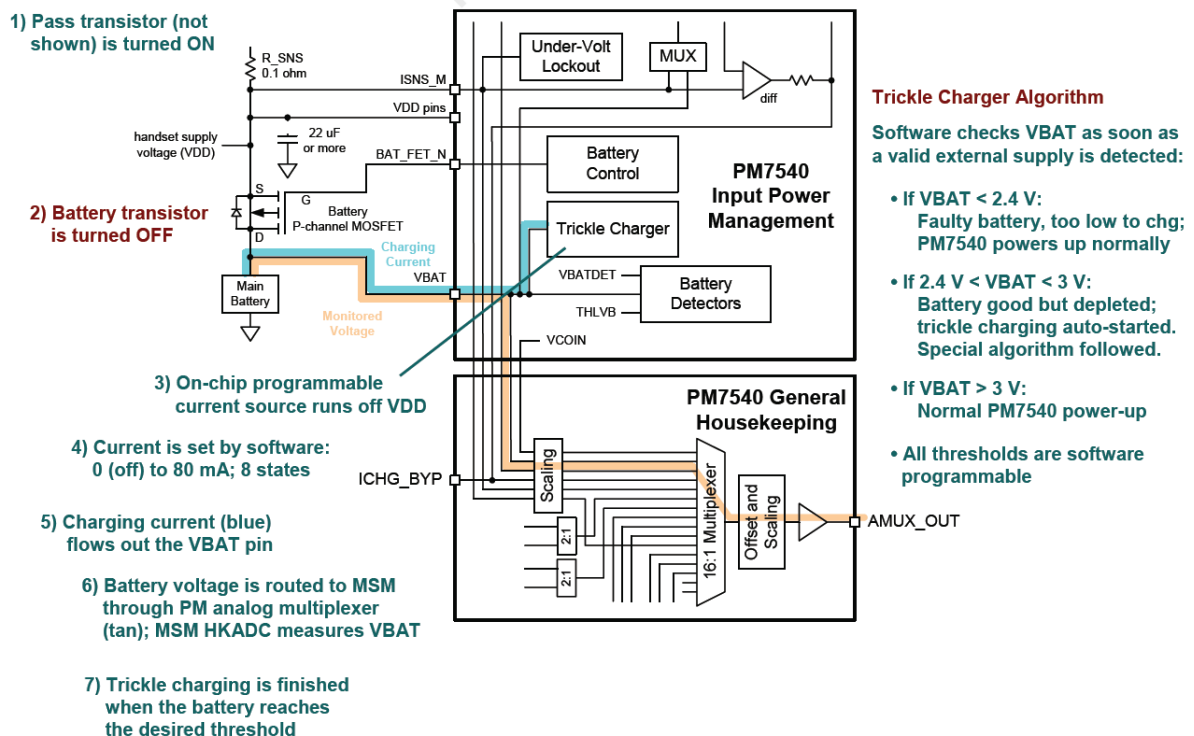 1) Pass transistor (not
shown) is turned ON
R_SNS
0.1 ohm
ISNS_M
VDD pins
handset supply
voltage (VDD)
22 uF
or more
BAT_FET_N
S
G
D
Battery
P-channel MOSFET
2) Battery transistor
is turned OFF
Charging
Current
VBAT
Main
Battery
Monitored
Voltage
Under-Volt
Lockout
MUX
diff
Battery
Control
PM7540
Input Power
Management
Trickle Charger
VBATDET
THLVB
Battery
Detectors
VCOIN
3) On-chip programmable
current source runs off VDD
4) Current is set by software:
0 (off) to 80 mA; 8 states
5) Charging current (blue)
flows out the VBAT pin
6) Battery voltage is routed to MSM
through PM analog multiplexer
(tan); MSM HKADC measures VBAT
7) Trickle charging is finished
when the battery reaches
the desired threshold
PM7540 General
Housekeeping
ICHG_BYP
Scaling
2:1
2:1
16:1 Multiplexer
Offset and
Scaling
AMUX_OUT
Trickle Charger Algorithm
Software checks VBAT as soon as
a valid external supply is detected:
• If VBAT < 2.4 V:
Faulty battery, too low to chg;
PM7540 powers up normally
• If 2.4 V < VBAT < 3 V:
Battery good but depleted;
trickle charging auto-started.
Special algorithm followed.
• If VBAT > 3 V:
Normal PM7540 power-up
• All thresholds are software
programmable